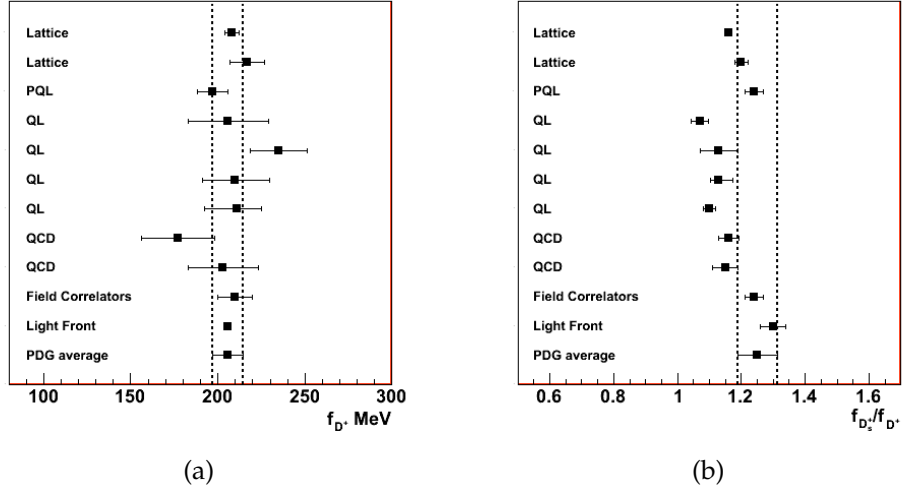 Lattice
Lattice
PQL
QL
QL
QL
QL
QCD
QCD
Field Correlators
Light Front
PDG average
100 150 200 250 300
f_{D^+} MeV
(a)
Lattice
Lattice
PQL
QL
QL
QL
QL
QCD
QCD
Field Correlators
Light Front
PDG average
0.6 0.8 1 1.2 1.4 1.6
f_{D_s^+}/f_{D^+}
(b)